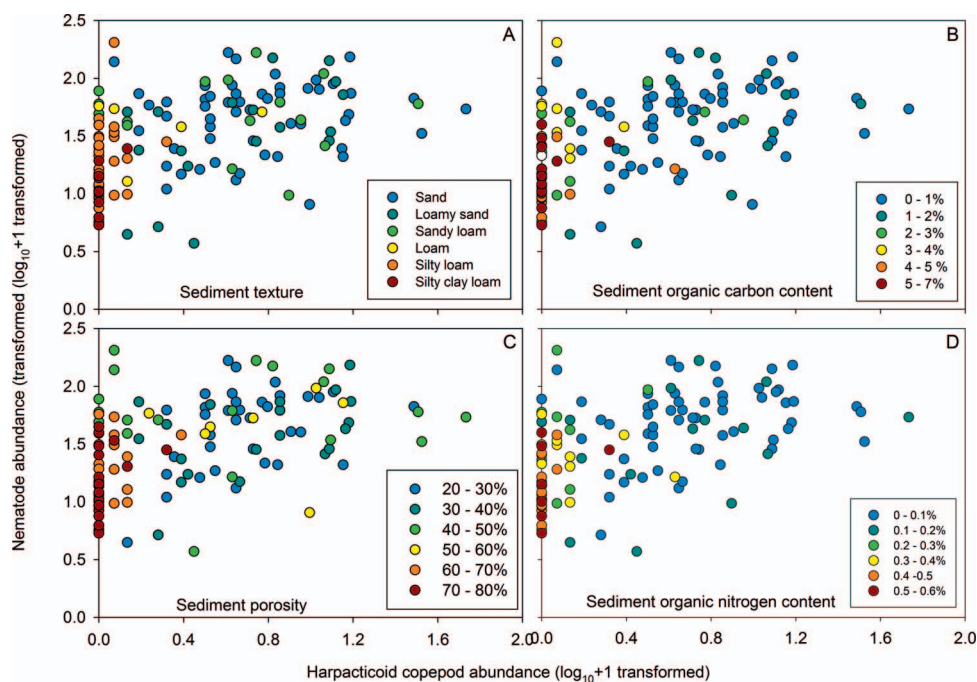 A
B
2.5
2.0
1.5
1.0
0.5
0.0
Sand
Loamy sand
Sandy loam
Loam
Silty loam
Silty clay loam
Sediment texture
0 - 1%
1 - 2%
2 - 3%
3 - 4%
4 - 5 %
5 - 7%
Sediment organic carbon content
Nematode abundance (transformed (log10+1 transformed)
C
D
2.0
2.0
1.5
1.0
0.5
0.0
20 - 30%
30 - 40%
40 - 50%
50 - 60%
60 - 70%
70 - 80%
Sediment porosity
0 - 0.1%
0.1 - 0.2%
0.2 - 0.3%
0.3 - 0.4%
0.4 -0.5
0.5 - 0.6%
Sediment organic nitrogen content
0.0 0.4 0.8 1.2 1.6 2.0 0.4 0.8 1.2 1.6 2.0
Harpacticoid copepod abundance (log10+1 transformed)